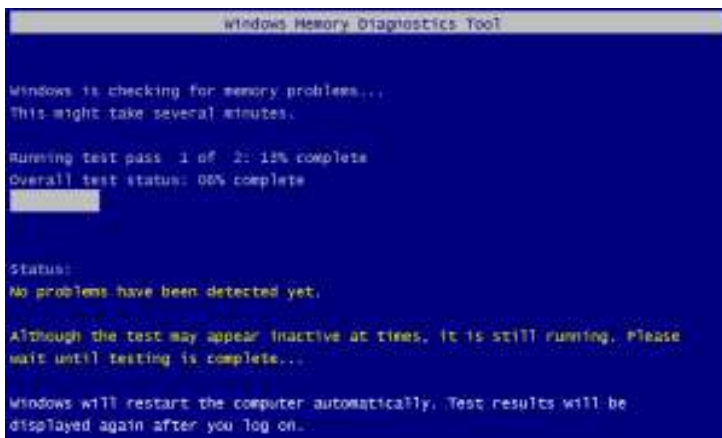 Windows Memory Diagnostics Tool
Windows is checking for memory problems...
This might take several minutes.
Running test pass 1 of 2: 13% complete
Overall test status: 06% complete
Status:
No problems have been detected yet.
Although the test may appear inactive at times, it is still running. Please
wait until testing is complete...
Windows will restart the computer automatically. Test results will be
displayed again after you log on.